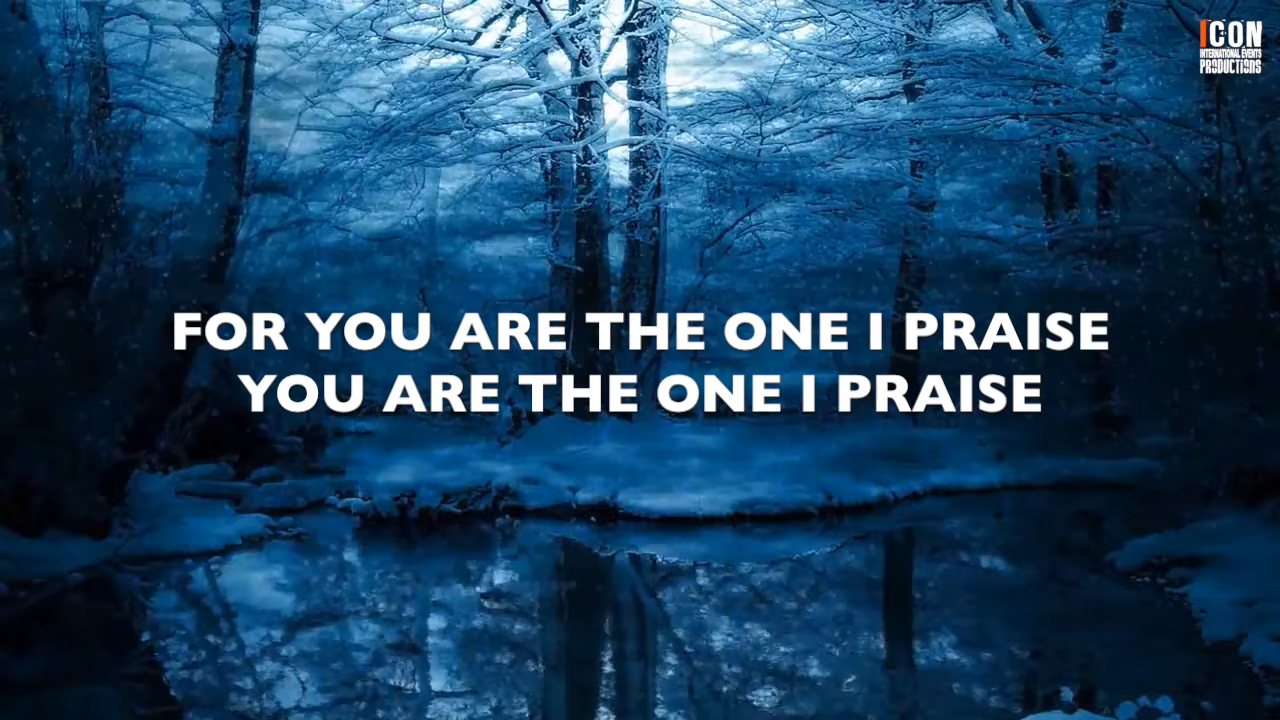 FOR YOU ARE THE ONE I PRAISE
YOU ARE THE ONE I PRAISE
ICON
INTERNATIONAL EVENTS
PRODUCTIONS